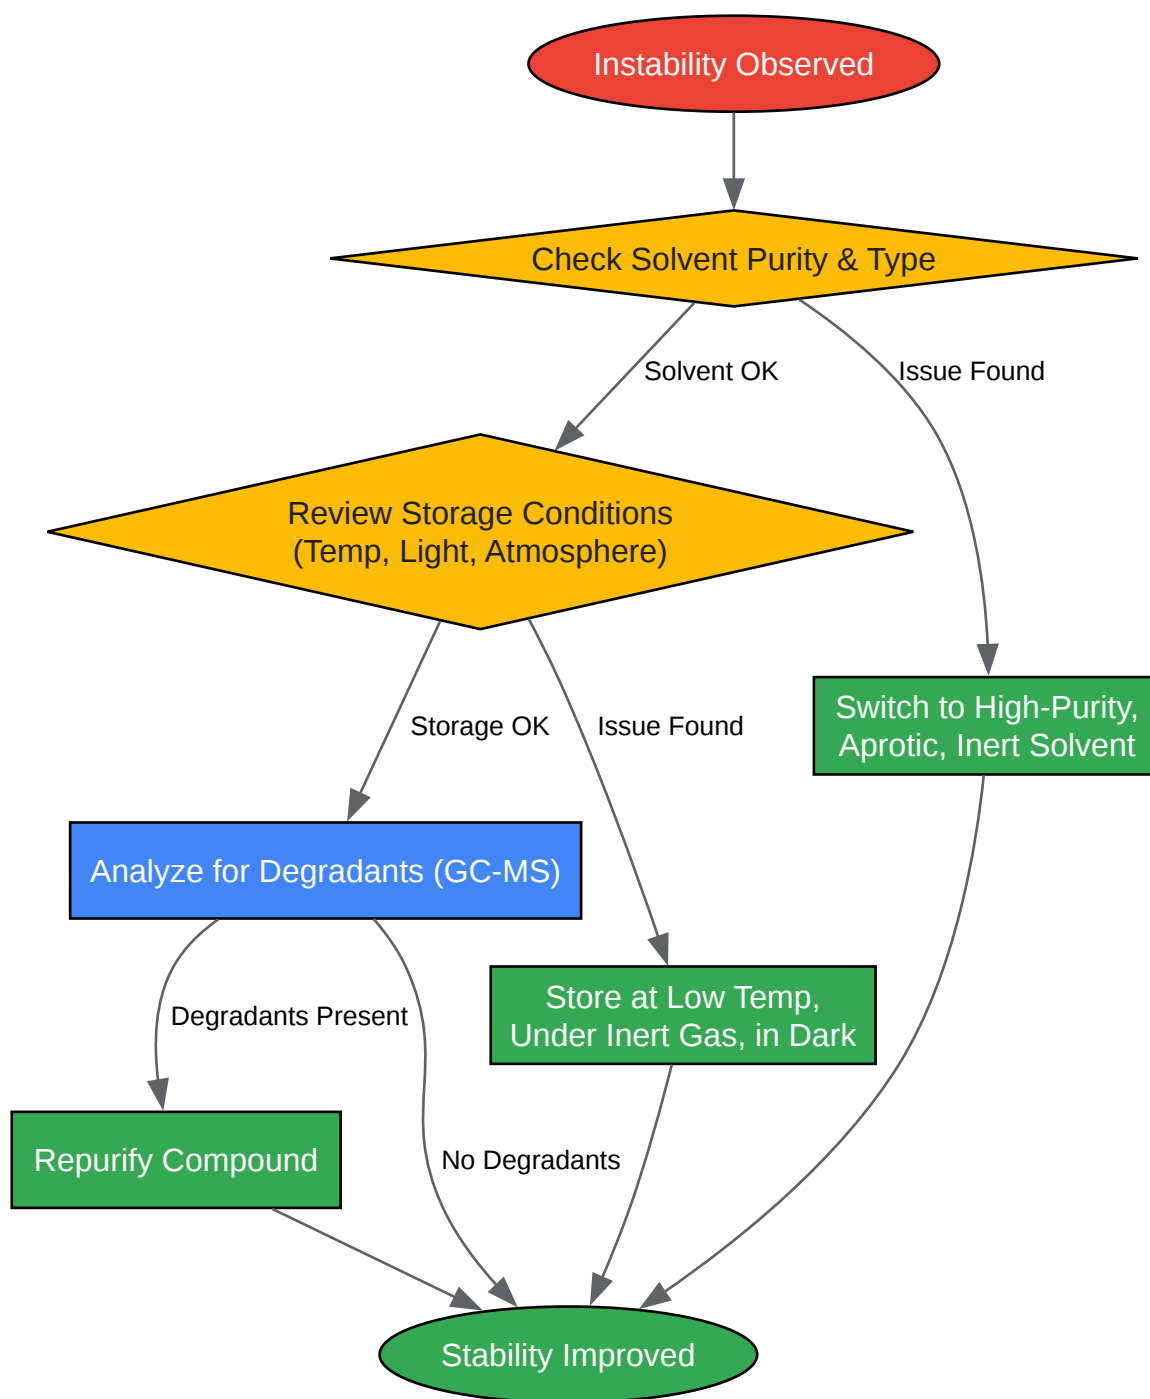 Instability Observed
Check Solvent Purity & Type
Solvent OK
Issue Found
Review Storage Conditions
(Temp, Light, Atmosphere)
Switch to High-Purity,
Aprotic, Inert Solvent
Storage OK
Issue Found
Analyze for Degradants (GC-MS)
Store at Low Temp,
Under Inert Gas, in Dark
Degradants Present
Repurify Compound
No Degradants
Stability Improved